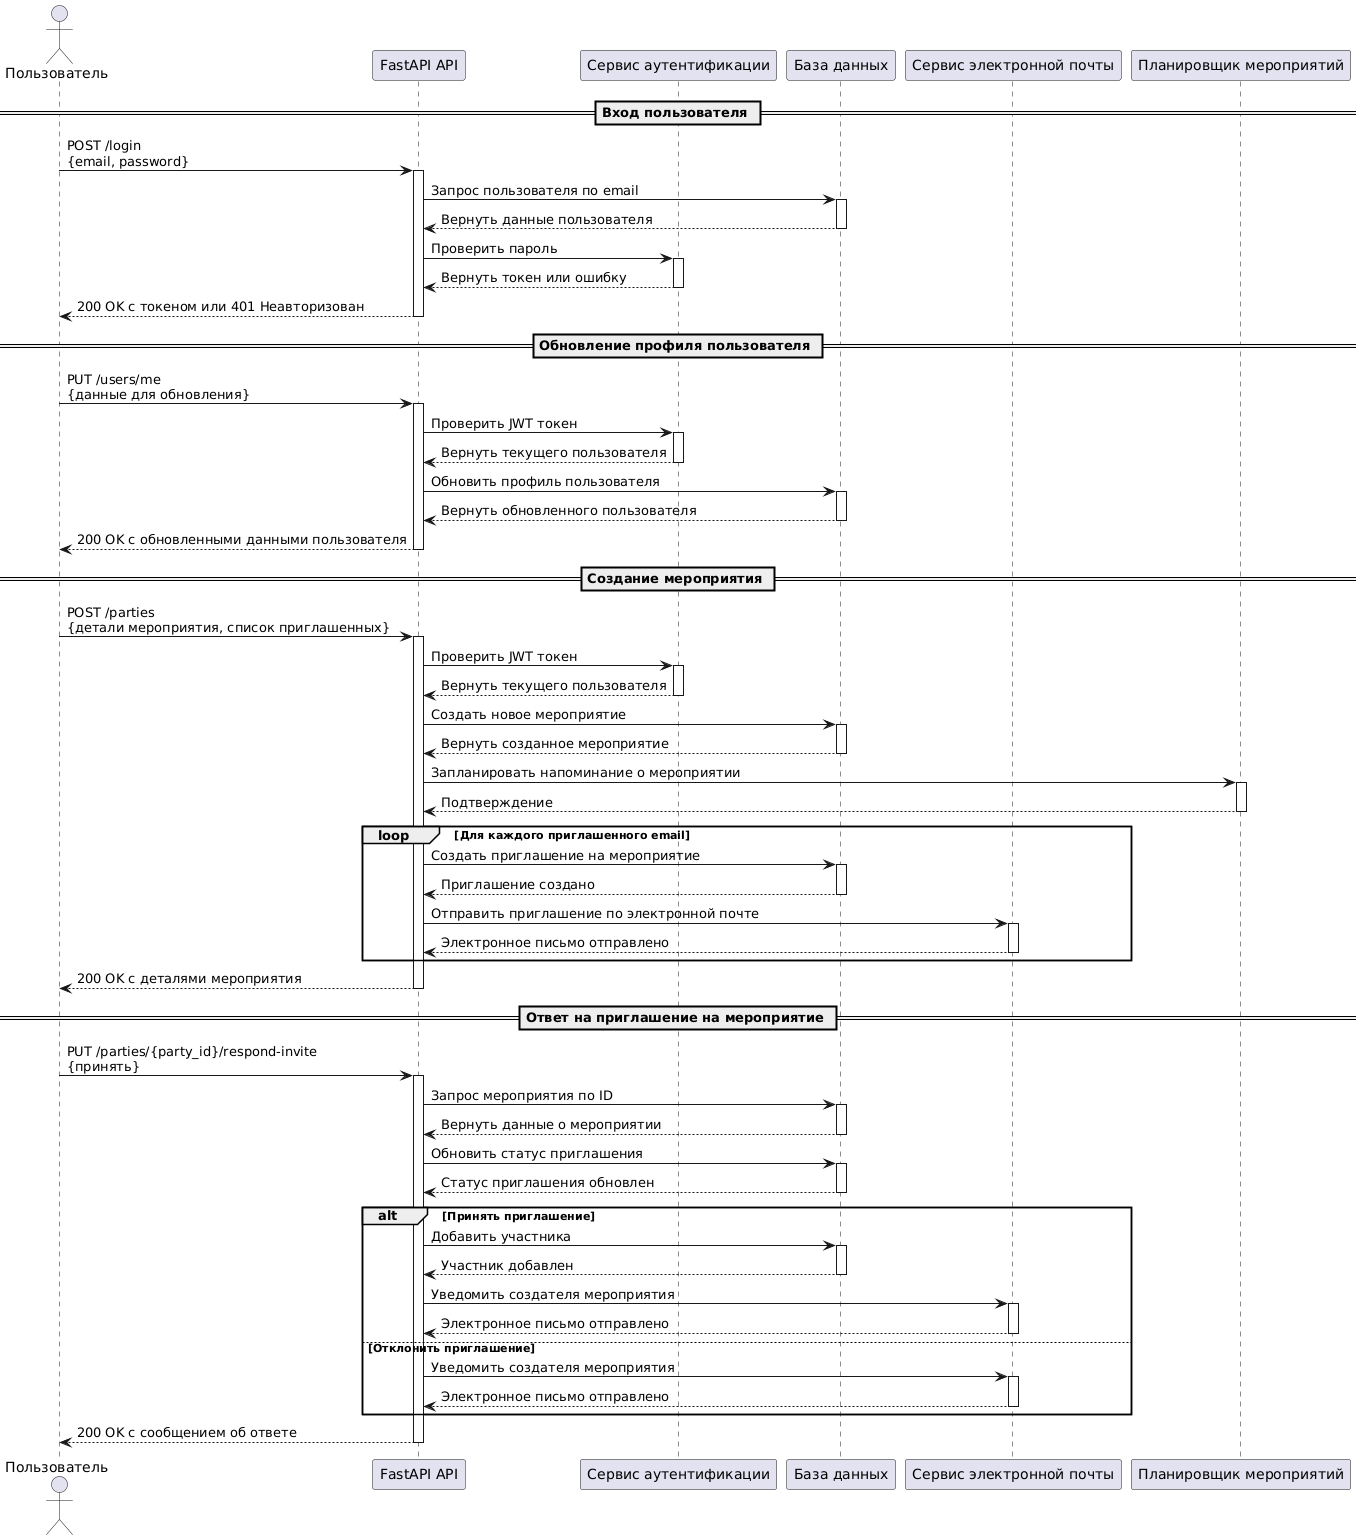 Пользователь
FastAPI API
Сервис аутентификации
База данных
Сервис электронной почты
Планировщик мероприятий
Вход пользователя
POST /login
{email, password}
Запрос пользователя по email
Вернуть данные пользователя
Проверить пароль
Вернуть токен или ошибку
200 OK с токеном или 401 Неавторизован
Обновление профиля пользователя
PUT /users/me
{данные для обновления}
Проверить JWT токен
Вернуть текущего пользователя
Обновить профиль пользователя
Вернуть обновленного пользователя
200 OK с обновленными данными пользователя
Создание мероприятия
POST /parties
{детали мероприятия, список приглашенных}
Проверить JWT токен
Вернуть текущего пользователя
Создать новое мероприятие
Вернуть созданное мероприятие
Запланировать напоминание о мероприятии
Подтверждение
loop [Для каждого приглашенного email]
Создать приглашение на мероприятие
Приглашение создано
Отправить приглашение по электронной почте
Электронное письмо отправлено
200 OK с деталями мероприятия
Ответ на приглашение на мероприятие
PUT /parties/{party_id}/respond-invite
{принять}
Запрос мероприятия по ID
Вернуть данные о мероприятии
Обновить статус приглашения
Статус приглашения обновлен
alt [Принять приглашение]
Добавить участника
Участник добавлен
Уведомить создателя мероприятия
Электронное письмо отправлено
[Отклонить приглашение]
Уведомить создателя мероприятия
Электронное письмо отправлено
200 OK с сообщением об ответе
Пользователь
FastAPI API
Сервис аутентификации
База данных
Сервис электронной почты
Планировщик мероприятий